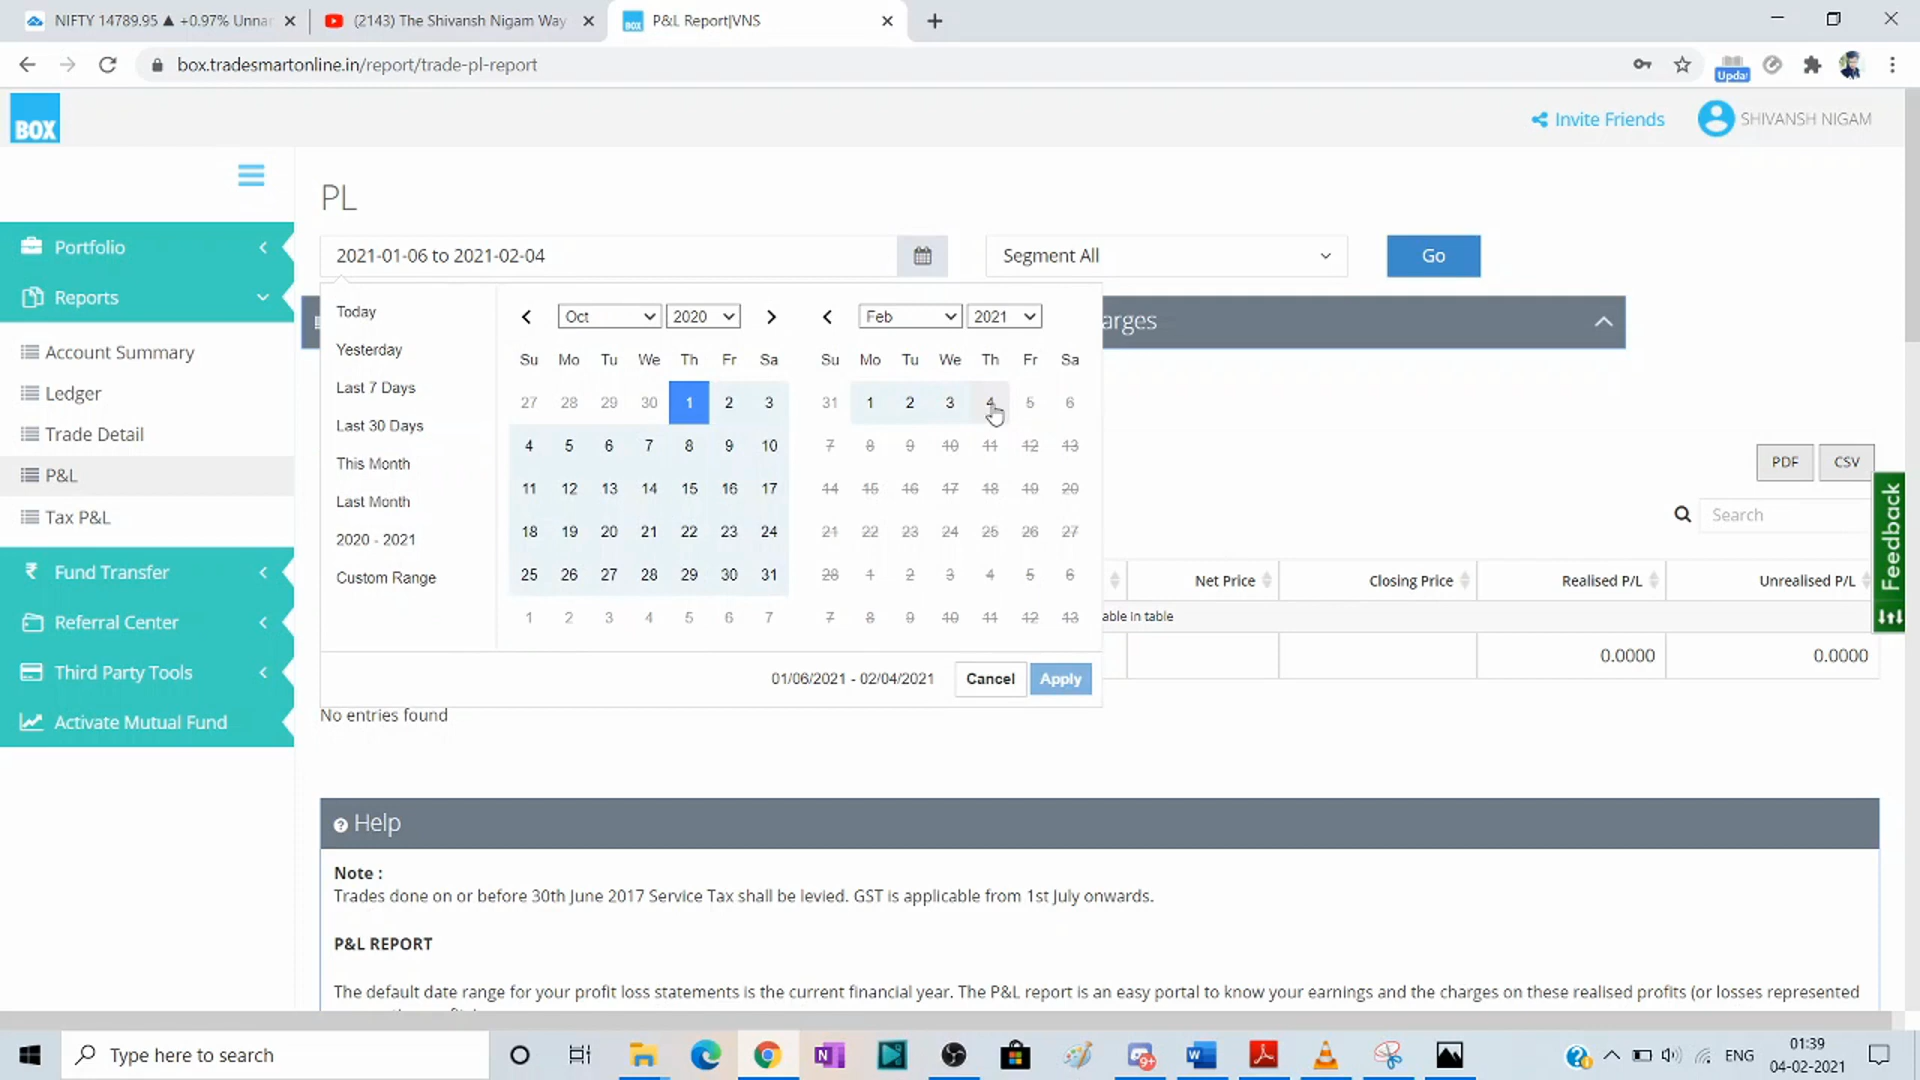 NIFTY 14789.95 ▲ +0.97% Unnar
(2143) The Shivansh Nigam Way
P&L Report|VNS
box.tradesmartonline.in/report/trade-pl-report
Updat
BOX
Invite Friends
SHIVANSH NIGAM
PL
Portfolio
Reports
Account Summary
Ledger
Trade Detail
P&L
Tax P&L
Fund Transfer
Referral Center
Third Party Tools
Activate Mutual Fund
2021-01-06 to 2021-02-04
Segment All
Go
arges
Today
Yesterday
Last 7 Days
Last 30 Days
This Month
Last Month
2020 - 2021
Custom Range
Oct 2020
Su Mo Tu We Th Fr Sa
27 28 29 30 1 2 3
4 5 6 7 8 9 10
11 12 13 14 15 16 17
18 19 20 21 22 23 24
25 26 27 28 29 30 31
1 2 3 4 5 6 7
Feb 2021
Su Mo Tu We Th Fr Sa
31 1 2 3 4 5 6
7 8 9 10 11 12 13
14 15 16 17 18 19 20
21 22 23 24 25 26 27
28 1 2 3 4 5 6
7 8 9 10 11 12 13
01/06/2021 - 02/04/2021
Cancel
Apply
PDF
CSV
Search
Feedback
Net Price
Closing Price
Realised P/L
Unrealised P/L
able in table
0.0000
0.0000
No entries found
Help
Note :
Trades done on or before 30th June 2017 Service Tax shall be levied. GST is applicable from 1st July onwards.
P&L REPORT
The default date range for your profit loss statements is the current financial year. The P&L report is an easy portal to know your earnings and the charges on these realised profits (or losses represented
Type here to search
ENG
01:39
04-02-2021